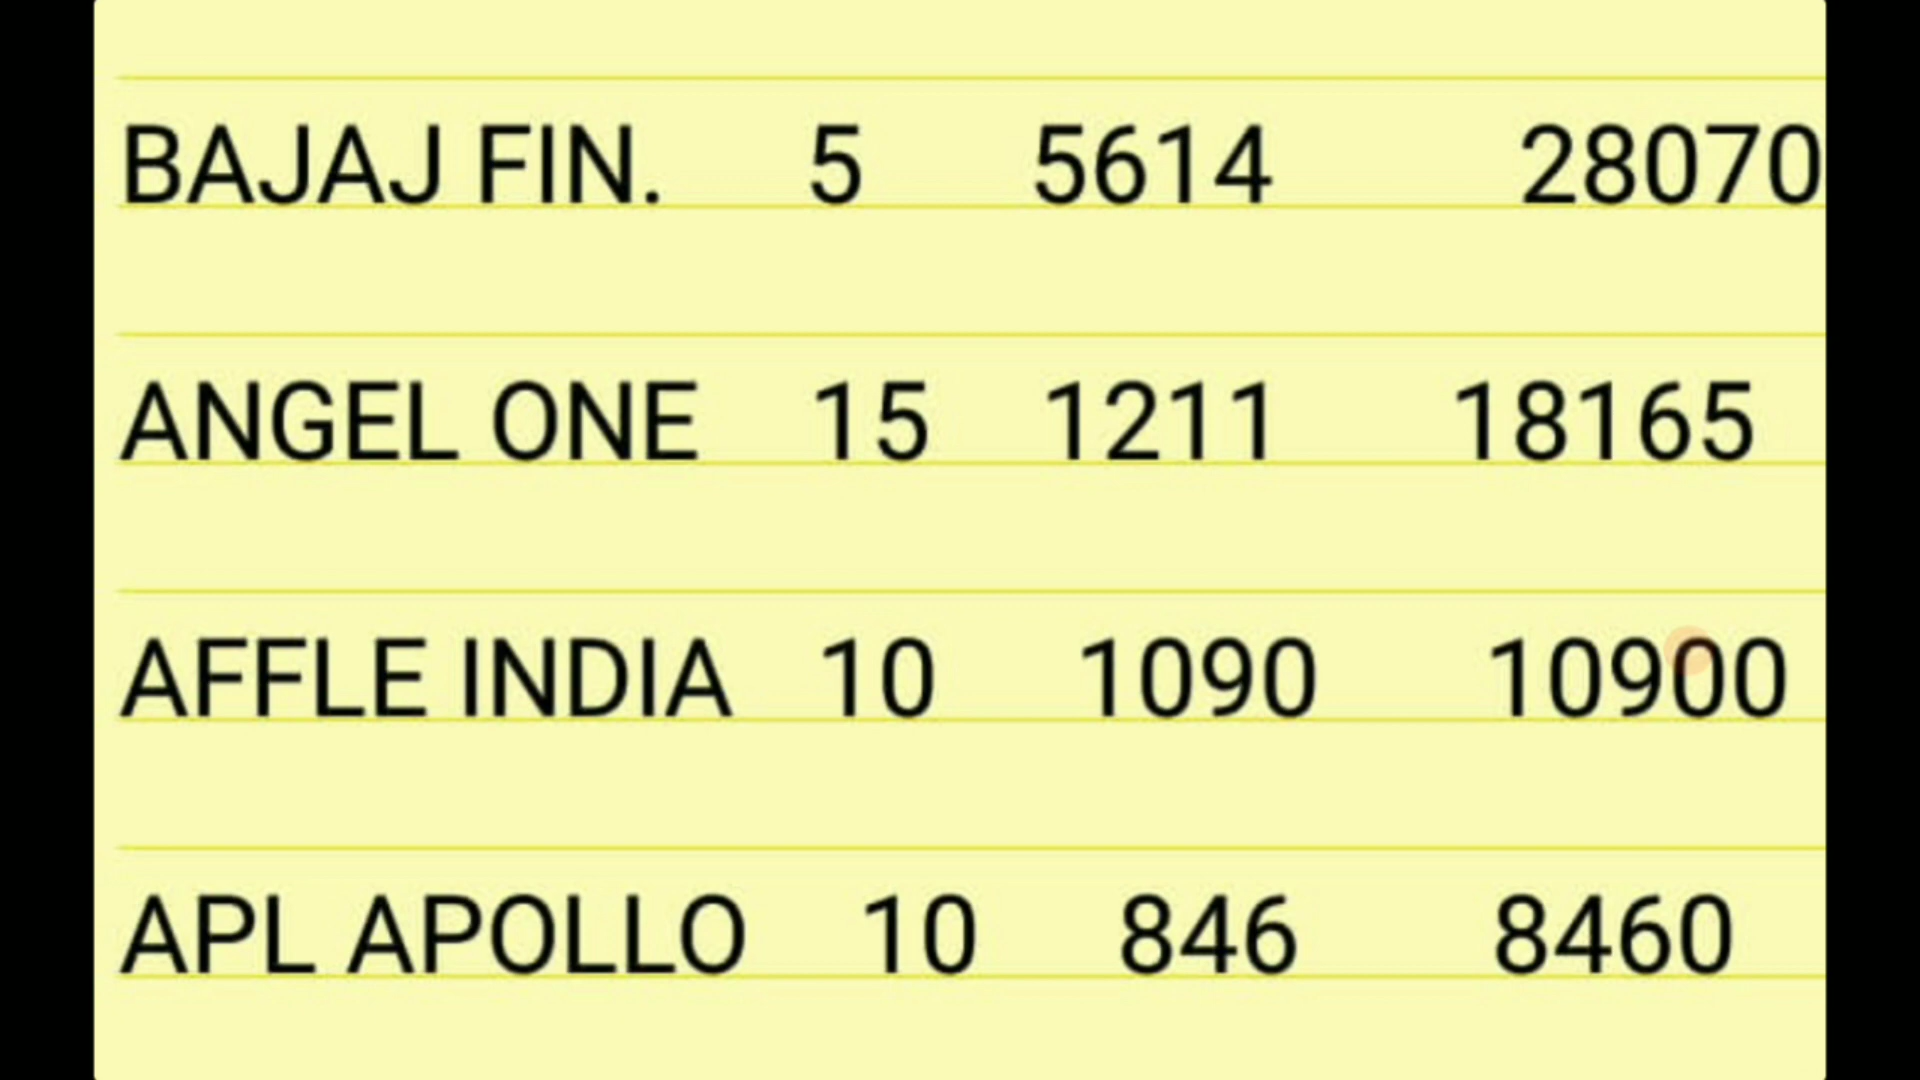 BAJAJ FIN. 5 5614 28070
ANGEL ONE 15 1211 18165
AFFLE INDIA 10 1090 10900
APL APOLLO 10 846 8460